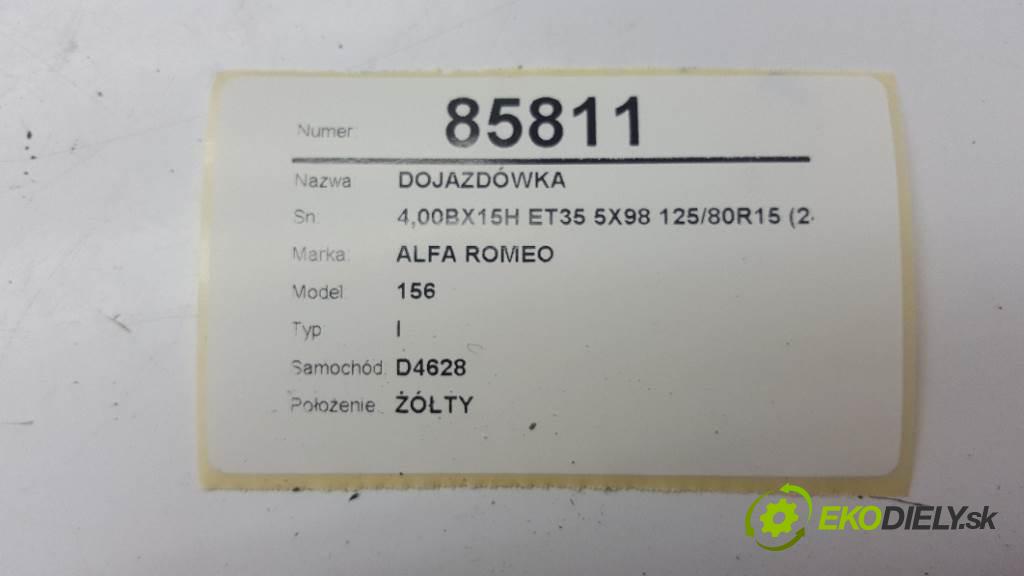 Numer: 85811
Nazwa DOJAZDÓWKA
Sn: 4,00BX15H ET35 5X98 125/80R15 (2
Marka: ALFA ROMEO
Model: 156
Typ I
Samochód: D4628
Położenie: ŻÓŁTY
EKODIELY.sk